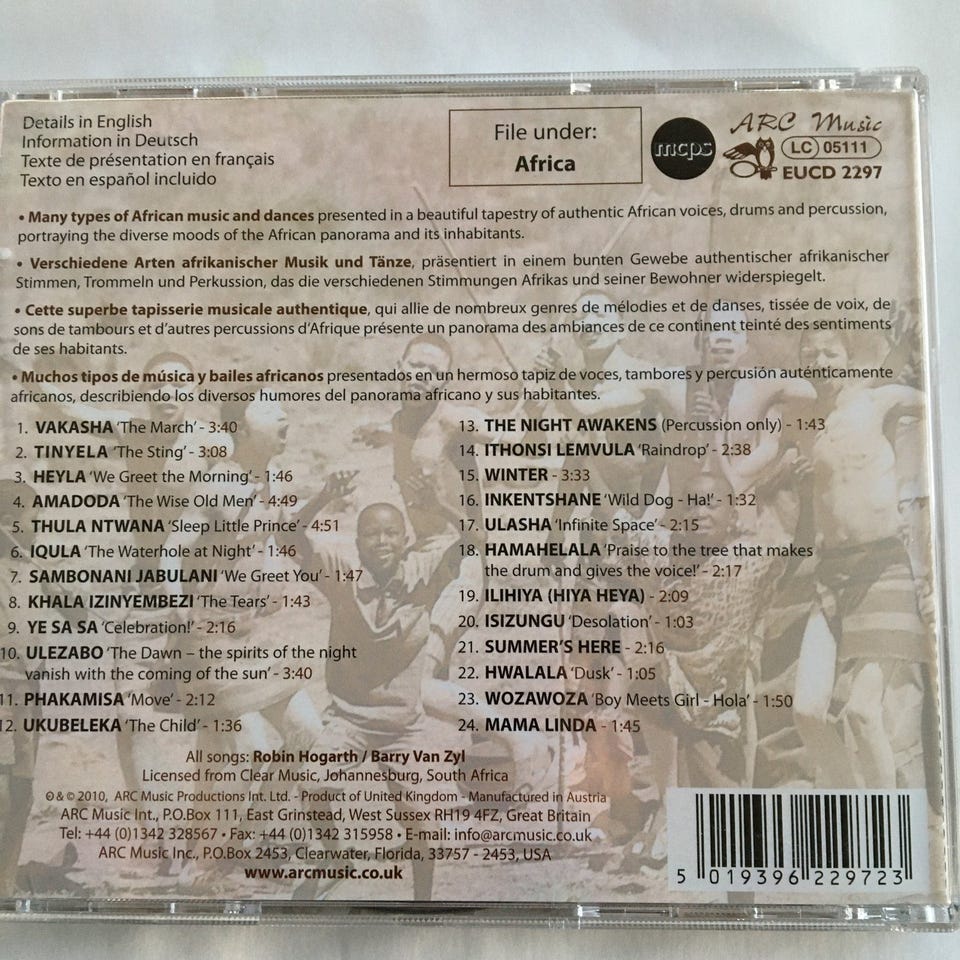 Details in English
Information in Deutsch
Texte de présentation en français
Texto en español incluido
File under:
Africa
mcps
ARC Music
LC 05111
EUCD 2297
• Many types of African music and dances presented in a beautiful tapestry of authentic African voices, drums and percussion,
portraying the diverse moods of the African panorama and its inhabitants.
• Verschiedene Arten afrikanischer Musik und Tänze, präsentiert in einem bunten Gewebe authentischer afrikanischer
Stimmen, Trommeln und Perkussion, das die verschiedenen Stimmungen Afrikas und seiner Bewohner widerspiegelt.
• Cette superbe tapisserie musicale authentique, qui allie de nombreux genres de mélodies et de danses, tissée de voix, de
sons de tambours et d'autres percussions d'Afrique présente un panorama des ambiances de ce continent teinté des sentiments
de ses habitants.
• Muchos tipos de música y bailes africanos presentados en un hermoso tapiz de voces, tambores y percusión auténticamente
africanos, describiendo los diversos humores del panorama africano y sus habitantes.
1. VAKASHA 'The March' - 3:40
2. TINYELA 'The Sting' - 3:08
3. HEYLA 'We Greet the Morning' - 1:46
4. AMADODA 'The Wise Old Men' - 4:49
5. THULA NTWANA 'Sleep Little Prince' - 4:51
6. IQULA 'The Waterhole at Night' - 1:46
7. SAMBONANI JABULANI 'We Greet You' - 1:47
8. KHALA IZINYEMBEZI 'The Tears' - 1:43
9. YE SA SA 'Celebration!' - 2:16
10. ULEZABO 'The Dawn – the spirits of the night
vanish with the coming of the sun' - 3:40
11. PHAKAMISA 'Move' - 2:12
12. UKUBELEKA 'The Child' - 1:36
13. THE NIGHT AWAKENS (Percussion only) - 1:43
14. ITHONSI LEMVULA 'Raindrop' - 2:38
15. WINTER - 3:33
16. INKENTSHANE 'Wild Dog - Ha!' - 1:32
17. ULASHA 'Infinite Space' - 2:15
18. HAMAHELALA 'Praise to the tree that makes
the drum and gives the voice!' - 2:17
19. ILIHIYA (HIYA HEYA) - 2:09
20. ISIZUNGU 'Desolation' - 1:03
21. SUMMER'S HERE - 2:16
22. HWALALA 'Dusk' - 1:05
23. WOZAWOZA 'Boy Meets Girl - Hola' - 1:50
24. MAMA LINDA - 1:45
All songs: Robin Hogarth / Barry Van Zyl
Licensed from Clear Music, Johannesburg, South Africa
℗ & © 2010, ARC Music Productions Int. Ltd. - Product of United Kingdom - Manufactured in Austria
ARC Music Int., P.O.Box 111, East Grinstead, West Sussex RH19 4FZ, Great Britain
Tel: +44 (0)1342 328567 • Fax: +44 (0)1342 315958 • E-mail: info@arcmusic.co.uk
ARC Music Inc., P.O.Box 2453, Clearwater, Florida, 33757 - 2453, USA
www.arcmusic.co.uk
5 019396 229723